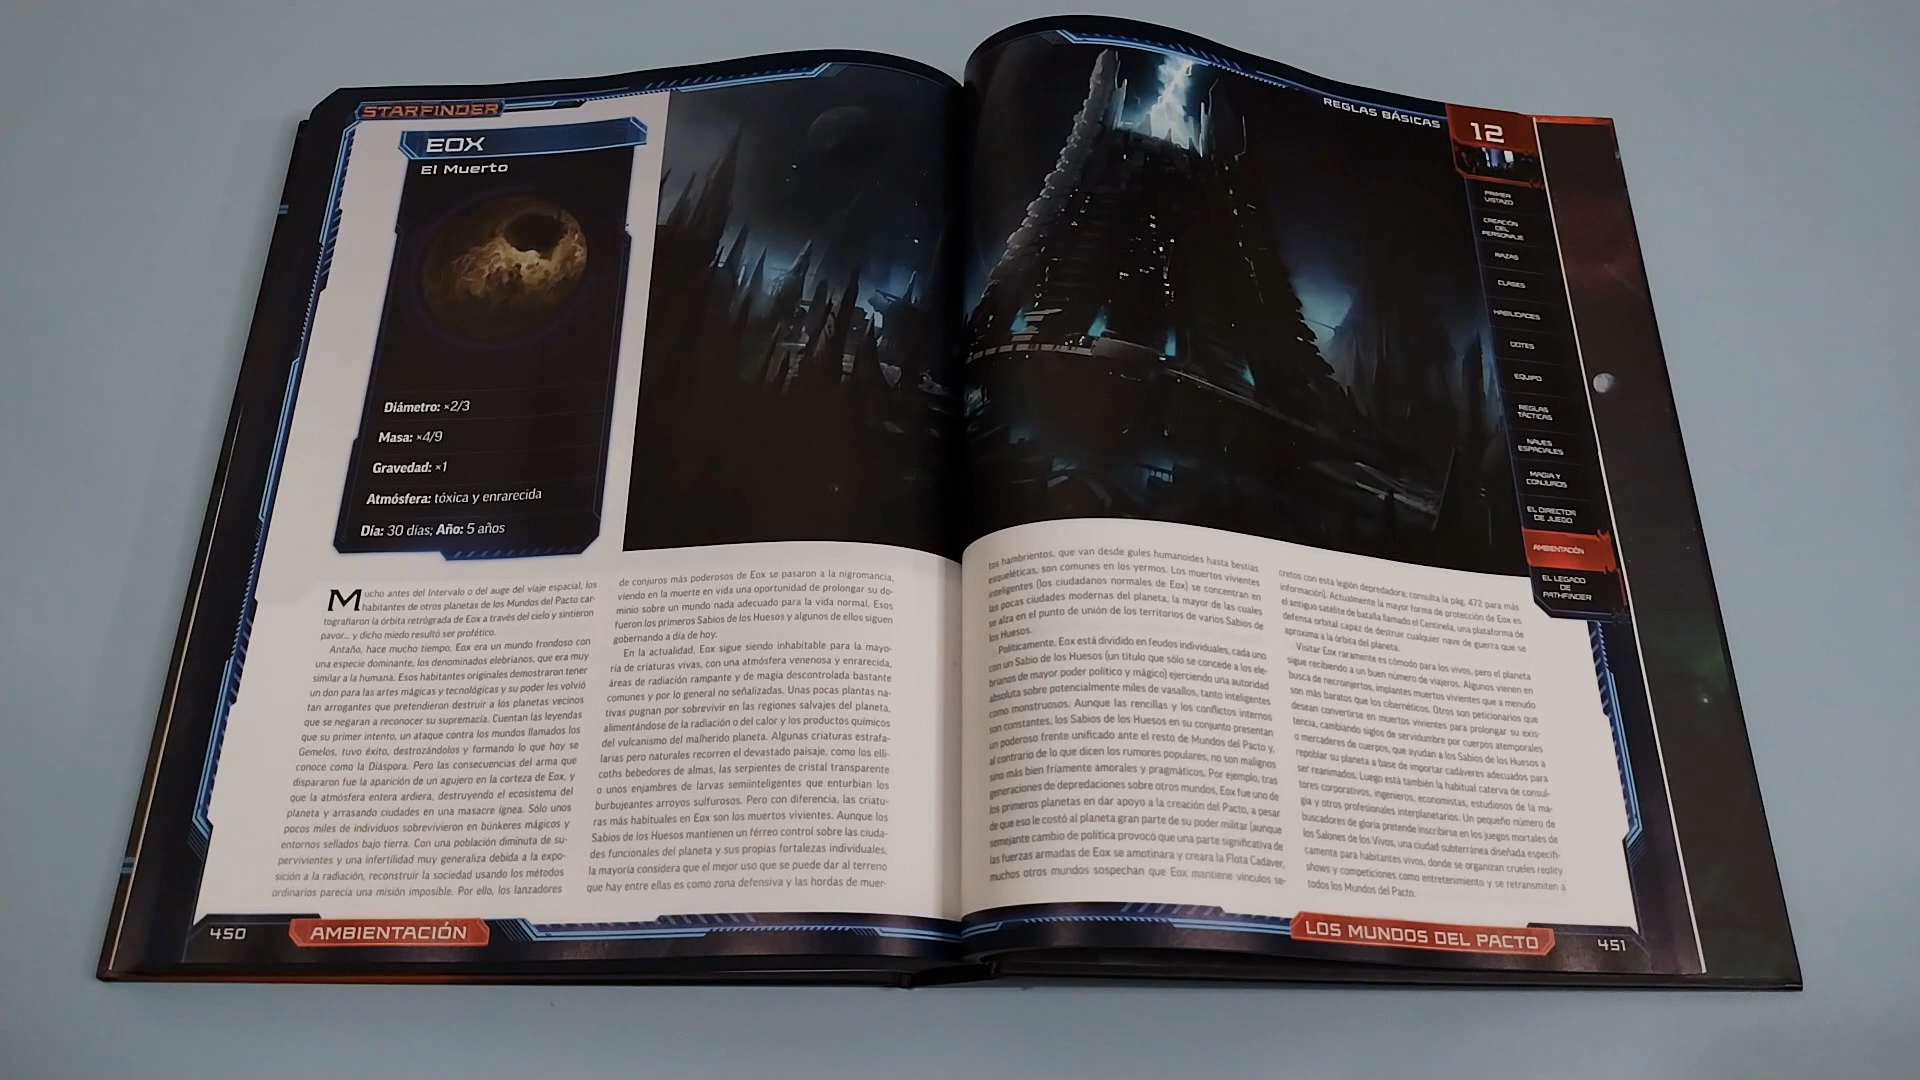 STARFINDER
EOX
El Muerto
Diámetro: ×2/3
Masa: ×4/9
Gravedad: ×1
Atmósfera: tóxica y enrarecida
Día: 30 días; Año: 5 años
Mucho antes del Intervalo o del auge del viaje espacial, los
habitantes de otros planetas de los Mundos del Pacto car-
tografiaron la órbita retrógrada de Eox a través del cielo y sintieron
pavor... y dicho miedo resultó ser profético.
Antaño, hace mucho tiempo, Eox era un mundo frondoso con
una especie dominante, los denominados elebrianos, que era muy
similar a la humana. Esos habitantes originales demostraron tener
un don para las artes mágicas y tecnológicas y su poder les volvió
tan arrogantes que pretendieron destruir a los planetas vecinos
que se negaran a reconocer su supremacía. Cuentan las leyendas
que su primer intento, un ataque contra los mundos llamados los
Gemelos, tuvo éxito, destrozándolos y formando lo que hoy se
conoce como la Diáspora. Pero las consecuencias del arma que
dispararon fue la aparición de un agujero en la corteza de Eox, y
que la atmósfera entera ardiera, destruyendo el ecosistema del
planeta y arrasando ciudades en una masacre ígnea. Sólo unos
pocos miles de individuos sobrevivieron en búnkeres mágicos y
entornos sellados bajo tierra. Con una población diminuta de su-
pervivientes y una infertilidad muy generaliza debida a la expo-
sición a la radiación, reconstruir la sociedad usando los métodos
ordinarios parecía una misión imposible. Por ello, los lanzadores
de conjuros más poderosos de Eox se pasaron a la nigromancia,
viendo en la muerte en vida una oportunidad de prolongar su do-
minio sobre un mundo nada adecuado para la vida normal. Esos
fueron los primeros Sabios de los Huesos y algunos de ellos siguen
gobernando a día de hoy.
En la actualidad, Eox sigue siendo inhabitable para la mayo-
ría de criaturas vivas, con una atmósfera venenosa y enrarecida,
áreas de radiación rampante y de magia descontrolada bastante
comunes y por lo general no señalizadas. Unas pocas plantas na-
tivas pugnan por sobrevivir en las regiones salvajes del planeta,
alimentándose de la radiación o del calor y los productos químicos
del vulcanismo del malherido planeta. Algunas criaturas estrafa-
larias pero naturales recorren el devastado paisaje, como los elli-
coths bebedores de almas, las serpientes de cristal transparente
o unos enjambres de larvas semiinteligentes que enturbian los
burbujeantes arroyos sulfurosos. Pero con diferencia, las criatu-
ras más habituales en Eox son los muertos vivientes. Aunque los
Sabios de los Huesos mantienen un férreo control sobre las ciuda-
des funcionales del planeta y sus propias fortalezas individuales,
la mayoría considera que el mejor uso que se puede dar al terreno
que hay entre ellas es como zona defensiva y las hordas de muer-
450
AMBIENTACIÓN
REGLAS BÁSICAS
12
PRIMER
VISTAZO
CREACIÓN
DEL
PERSONAJE
RAZAS
CLASES
HABILIDADES
DOTES
EQUIPO
REGLAS
TÁCTICAS
NAVES
ESPACIALES
MAGIA Y
CONJUROS
EL DIRECTOR
DE JUEGO
AMBIENTACIÓN
EL LEGADO
DE
PATHFINDER
tos hambrientos, que van desde gules humanoides hasta bestias
esqueléticas, son comunes en los yermos. Los muertos vivientes
inteligentes (los ciudadanos normales de Eox) se concentran en
las pocas ciudades modernas del planeta, la mayor de las cuales
se alza en el punto de unión de los territorios de varios Sabios de
los Huesos.
Políticamente, Eox está dividido en feudos individuales, cada uno
con un Sabio de los Huesos (un título que sólo se concede a los ele-
brianos de mayor poder político y mágico) ejerciendo una autoridad
absoluta sobre potencialmente miles de vasallos, tanto inteligentes
como monstruosos. Aunque las rencillas y los conflictos internos
son constantes, los Sabios de los Huesos en su conjunto presentan
un poderoso frente unificado ante el resto de Mundos del Pacto y,
al contrario de lo que dicen los rumores populares, no son malignos
sino más bien fríamente amorales y pragmáticos. Por ejemplo, tras
generaciones de depredaciones sobre otros mundos, Eox fue uno de
los primeros planetas en dar apoyo a la creación del Pacto, a pesar
de que eso le costó al planeta gran parte de su poder militar (aunque
semejante cambio de política provocó que una parte significativa de
las fuerzas armadas de Eox se amotinara y creara la Flota Cadáver,
muchos otros mundos sospechan que Eox mantiene vínculos se-
cretos con esta legión depredadora; consulta la pág. 472 para más
información). Actualmente la mayor forma de protección de Eox es
el antiguo satélite de batalla llamado el Centinela, una plataforma de
defensa orbital capaz de destruir cualquier nave de guerra que se
aproxima a la órbita del planeta.
Visitar Eox raramente es cómodo para los vivos, pero el planeta
sigue recibiendo a un buen número de viajeros. Algunos vienen en
busca de necroinjertos, implantes muertos vivientes que a menudo
son más baratos que los cibernéticos. Otros son peticionarios que
desean convertirse en muertos vivientes para prolongar su exis-
tencia, cambiando siglos de servidumbre por cuerpos atemporales
o mercaderes de cuerpos, que ayudan a los Sabios de los Huesos a
repoblar su planeta a base de importar cadáveres adecuados para
ser reanimados. Luego está también la habitual caterva de consul-
tores corporativos, ingenieros, economistas, estudiosos de la ma-
gia y otros profesionales interplanetarios. Un pequeño número de
buscadores de gloria pretende inscribirse en los juegos mortales de
los Salones de los Vivos, una ciudad subterránea diseñada específi-
camente para habitantes vivos, donde se organizan crueles reality
shows y competiciones como entretenimiento y se retransmiten a
todos los Mundos del Pacto.
LOS MUNDOS DEL PACTO
451